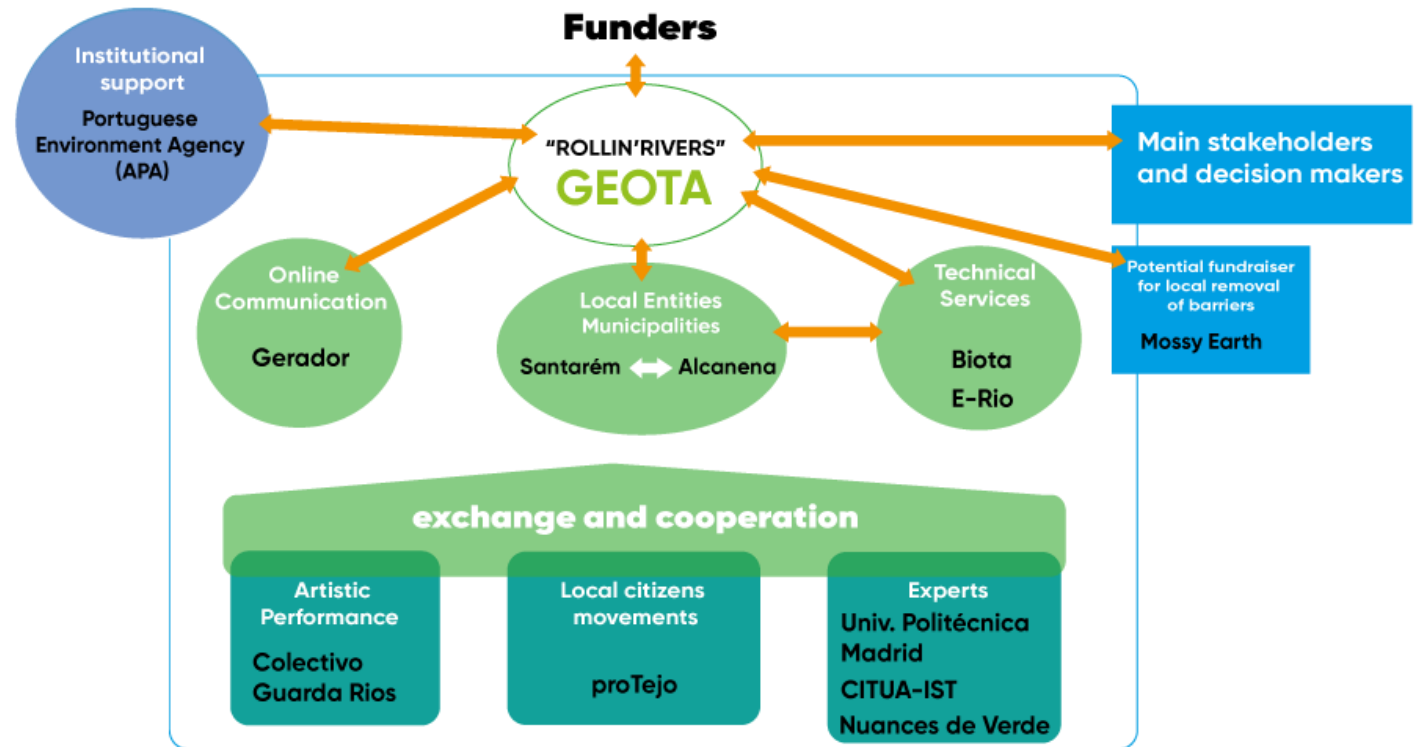 Funders
Institutional
support
Portuguese
Environment Agency
(APA)
“ROLLIN’RIVERS”
GEOTA
Main stakeholders
and decision makers
Online
Communication
Gerador
Local Entities
Municipalities
Santarém Alcanena
Technical
Services
Biota
E-Rio
Potential fundraiser
for local removal
of barriers
Mossy Earth
exchange and cooperation
Artistic
Performance
Colectivo
Guarda Rios
Local citizens
movements
proTejo
Experts
Univ. Politécnica
Madrid
CITUA-IST
Nuances de Verde